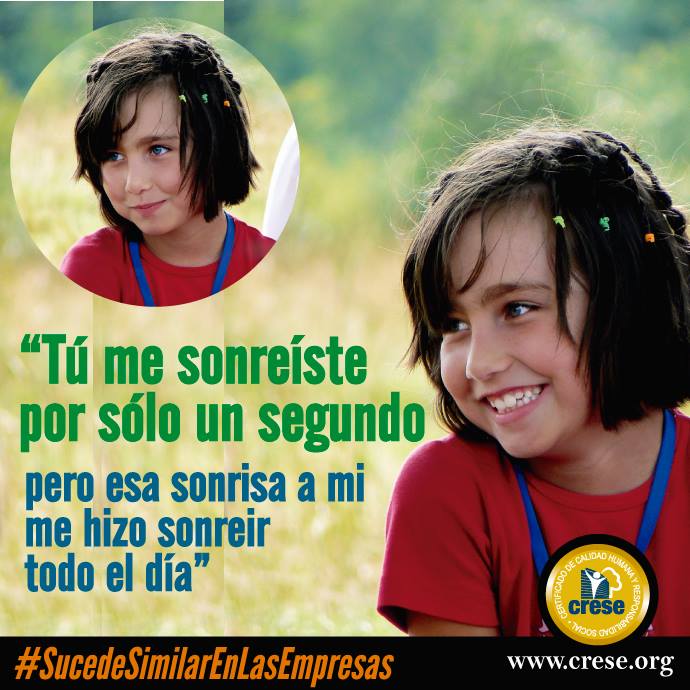 “Tú me sonreíste
por sólo un segundo
pero esa sonrisa a mi
me hizo sonreir
todo el día”
CERTIFICADO DE CALIDAD HUMANA Y RESPONSABILIDAD SOCIAL
crese
#SucedeSimilarEnLasEmpresas
www.crese.org